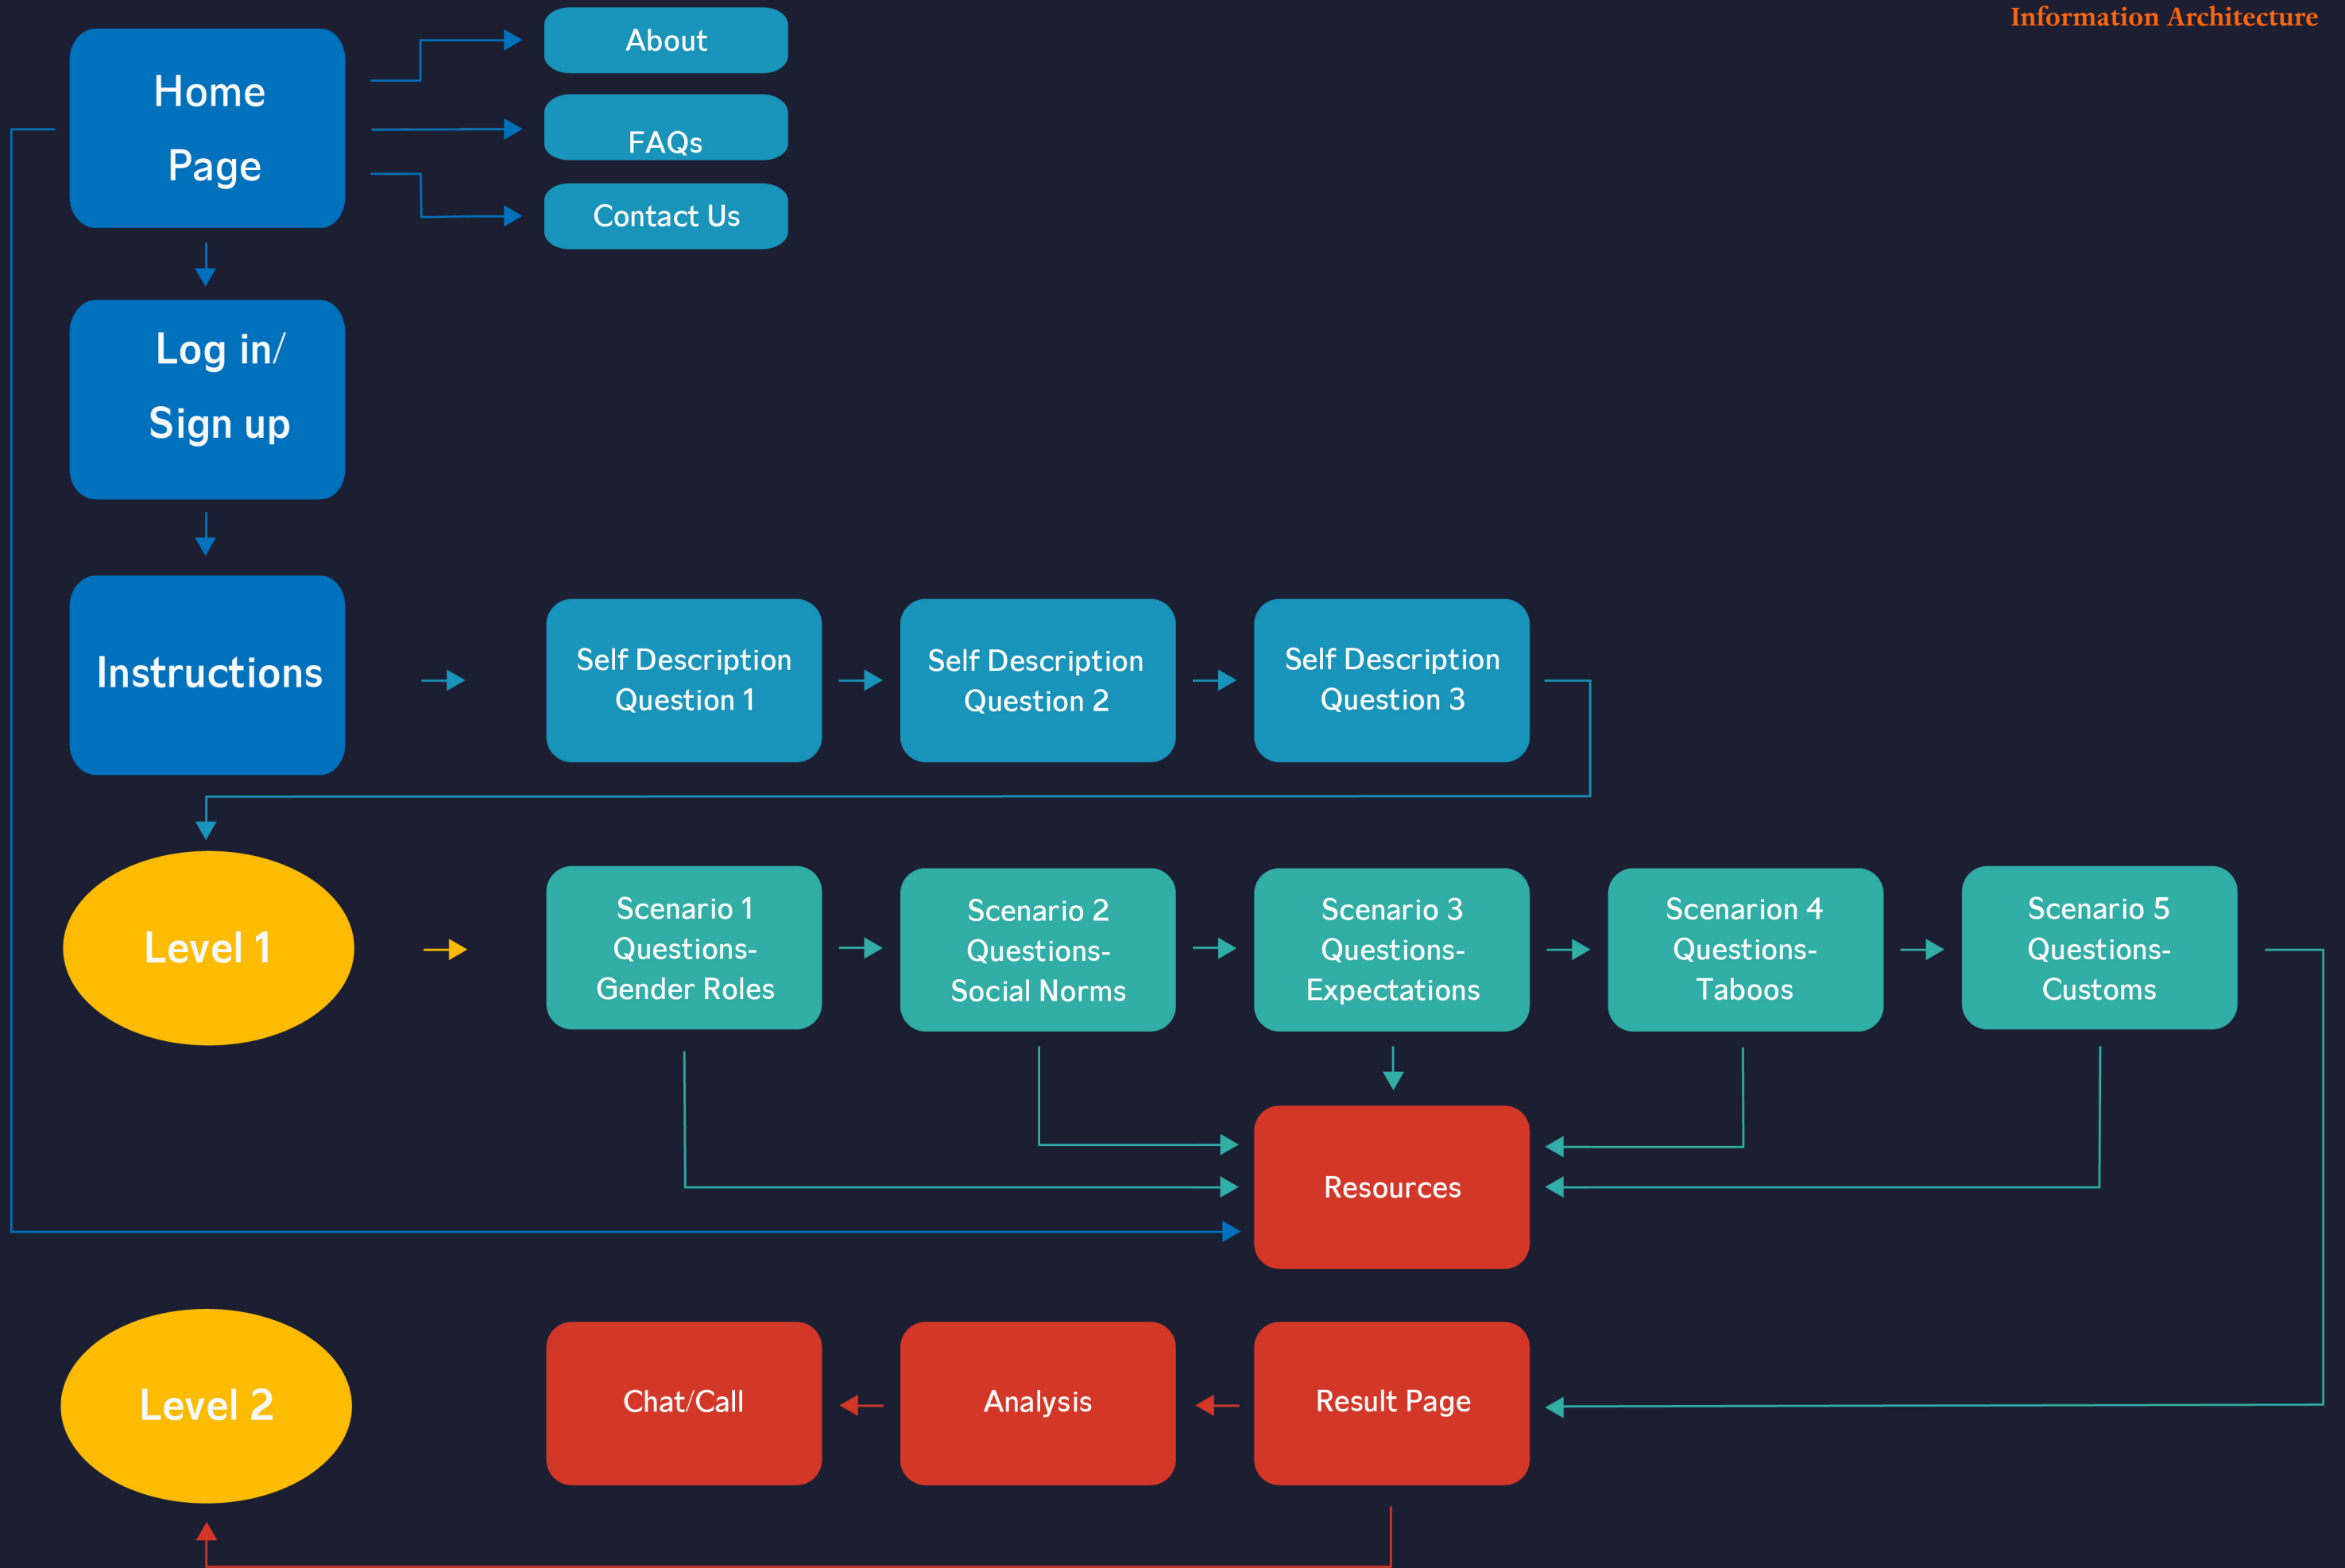 Information Architecture
Home
Page
About
FAQs
Contact Us
Log in/
Sign up
Instructions
Self Description
Question 1
Self Description
Question 2
Self Description
Question 3
Level 1
Scenario 1
Questions-
Gender Roles
Scenario 2
Questions-
Social Norms
Scenario 3
Questions-
Expectations
Scenarion 4
Questions-
Taboos
Scenario 5
Questions-
Customs
Resources
Level 2
Chat/Call
Analysis
Result Page